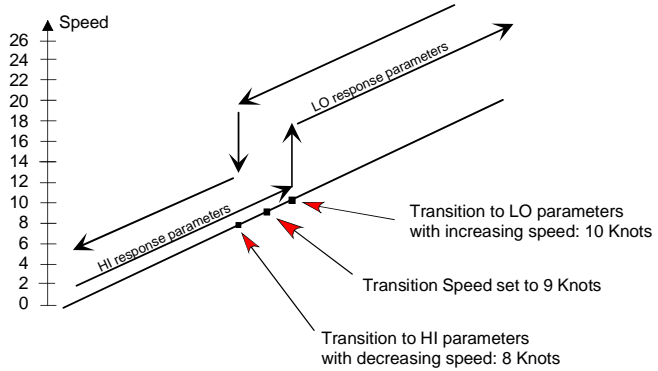 Speed
26
24
22
20
18
16
14
12
10
8
6
4
2
0
LO response parameters
HI response parameters
Transition to LO parameters
with increasing speed: 10 Knots
Transition Speed set to 9 Knots
Transition to HI parameters
with decreasing speed: 8 Knots